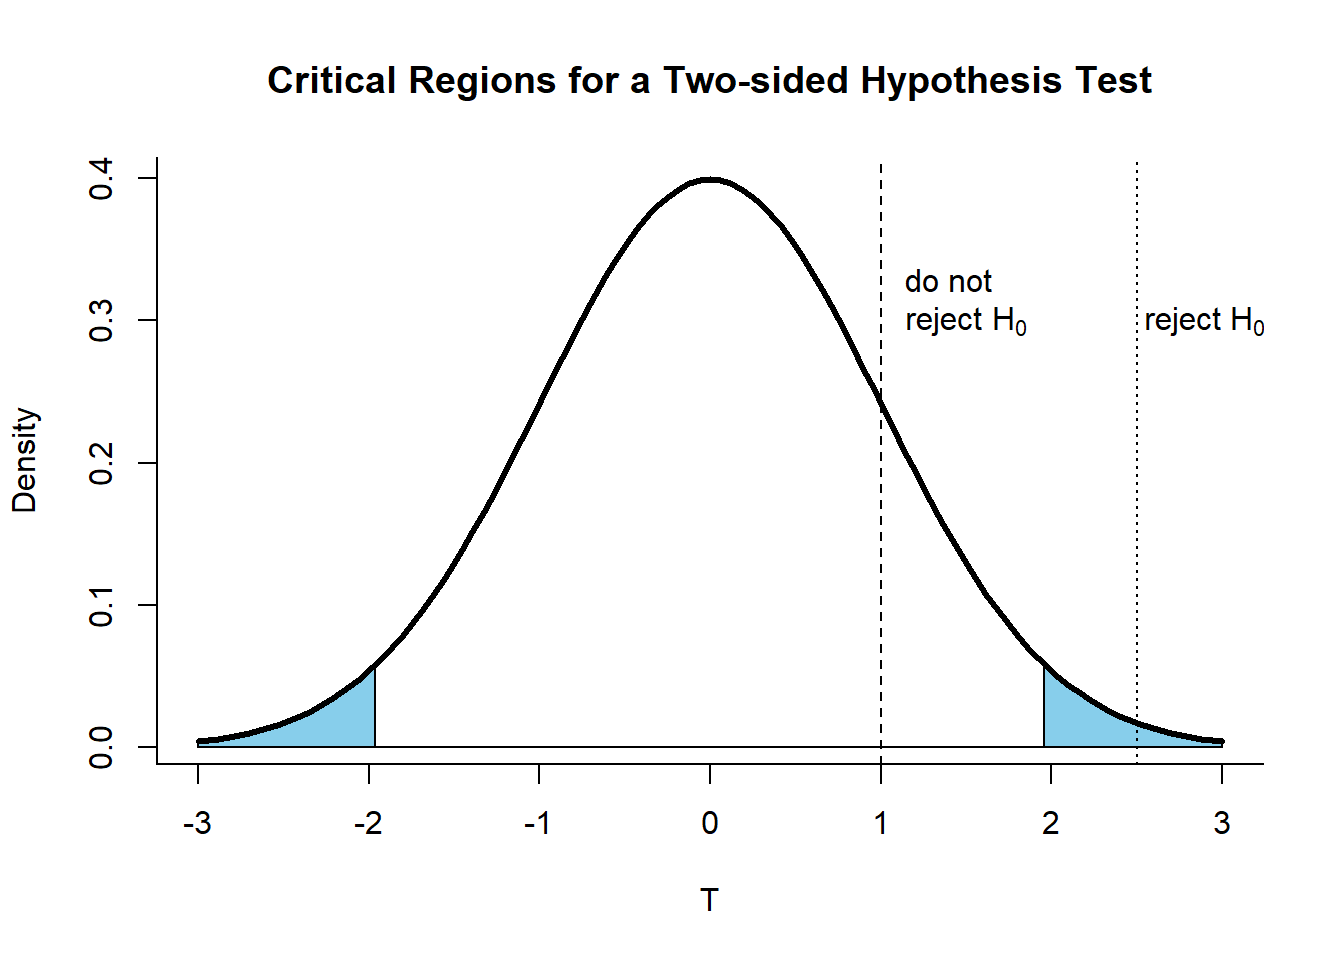 Critical Regions for a Two-sided Hypothesis Test
0.4
0.3
0.2
0.1
0.0
Density
do not
reject H₀
reject H₀
-3 -2 -1 0 1 2 3
T